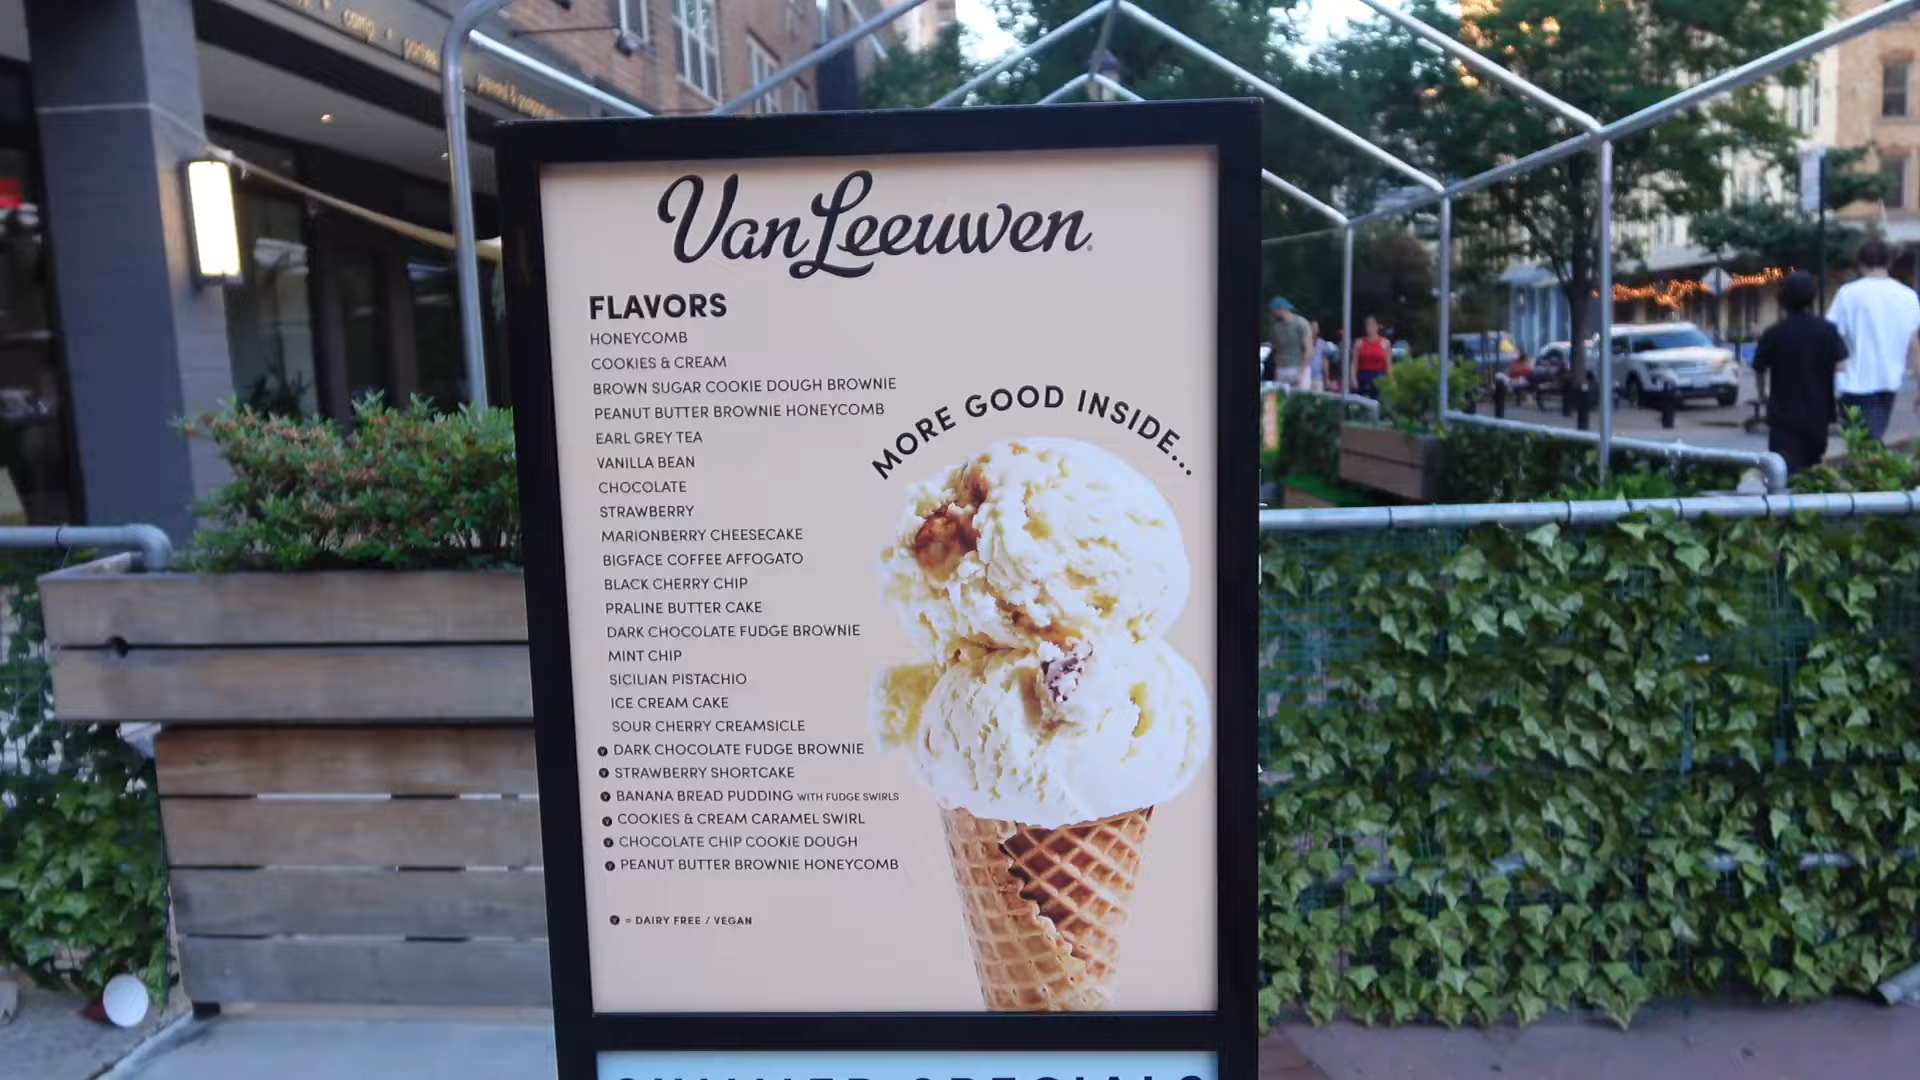 camp • parties
Van Leeuwen
FLAVORS
HONEYCOMB
COOKIES & CREAM
BROWN SUGAR COOKIE DOUGH BROWNIE
PEANUT BUTTER BROWNIE HONEYCOMB
EARL GREY TEA
VANILLA BEAN
CHOCOLATE
STRAWBERRY
MARIONBERRY CHEESECAKE
BIGFACE COFFEE AFFOGATO
BLACK CHERRY CHIP
PRALINE BUTTER CAKE
DARK CHOCOLATE FUDGE BROWNIE
MINT CHIP
SICILIAN PISTACHIO
ICE CREAM CAKE
SOUR CHERRY CREAMSICLE
V DARK CHOCOLATE FUDGE BROWNIE
V STRAWBERRY SHORTCAKE
V BANANA BREAD PUDDING WITH FUDGE SWIRLS
V COOKIES & CREAM CARAMEL SWIRL
V CHOCOLATE CHIP COOKIE DOUGH
V PEANUT BUTTER BROWNIE HONEYCOMB
V = DAIRY FREE / VEGAN
MORE GOOD INSIDE...